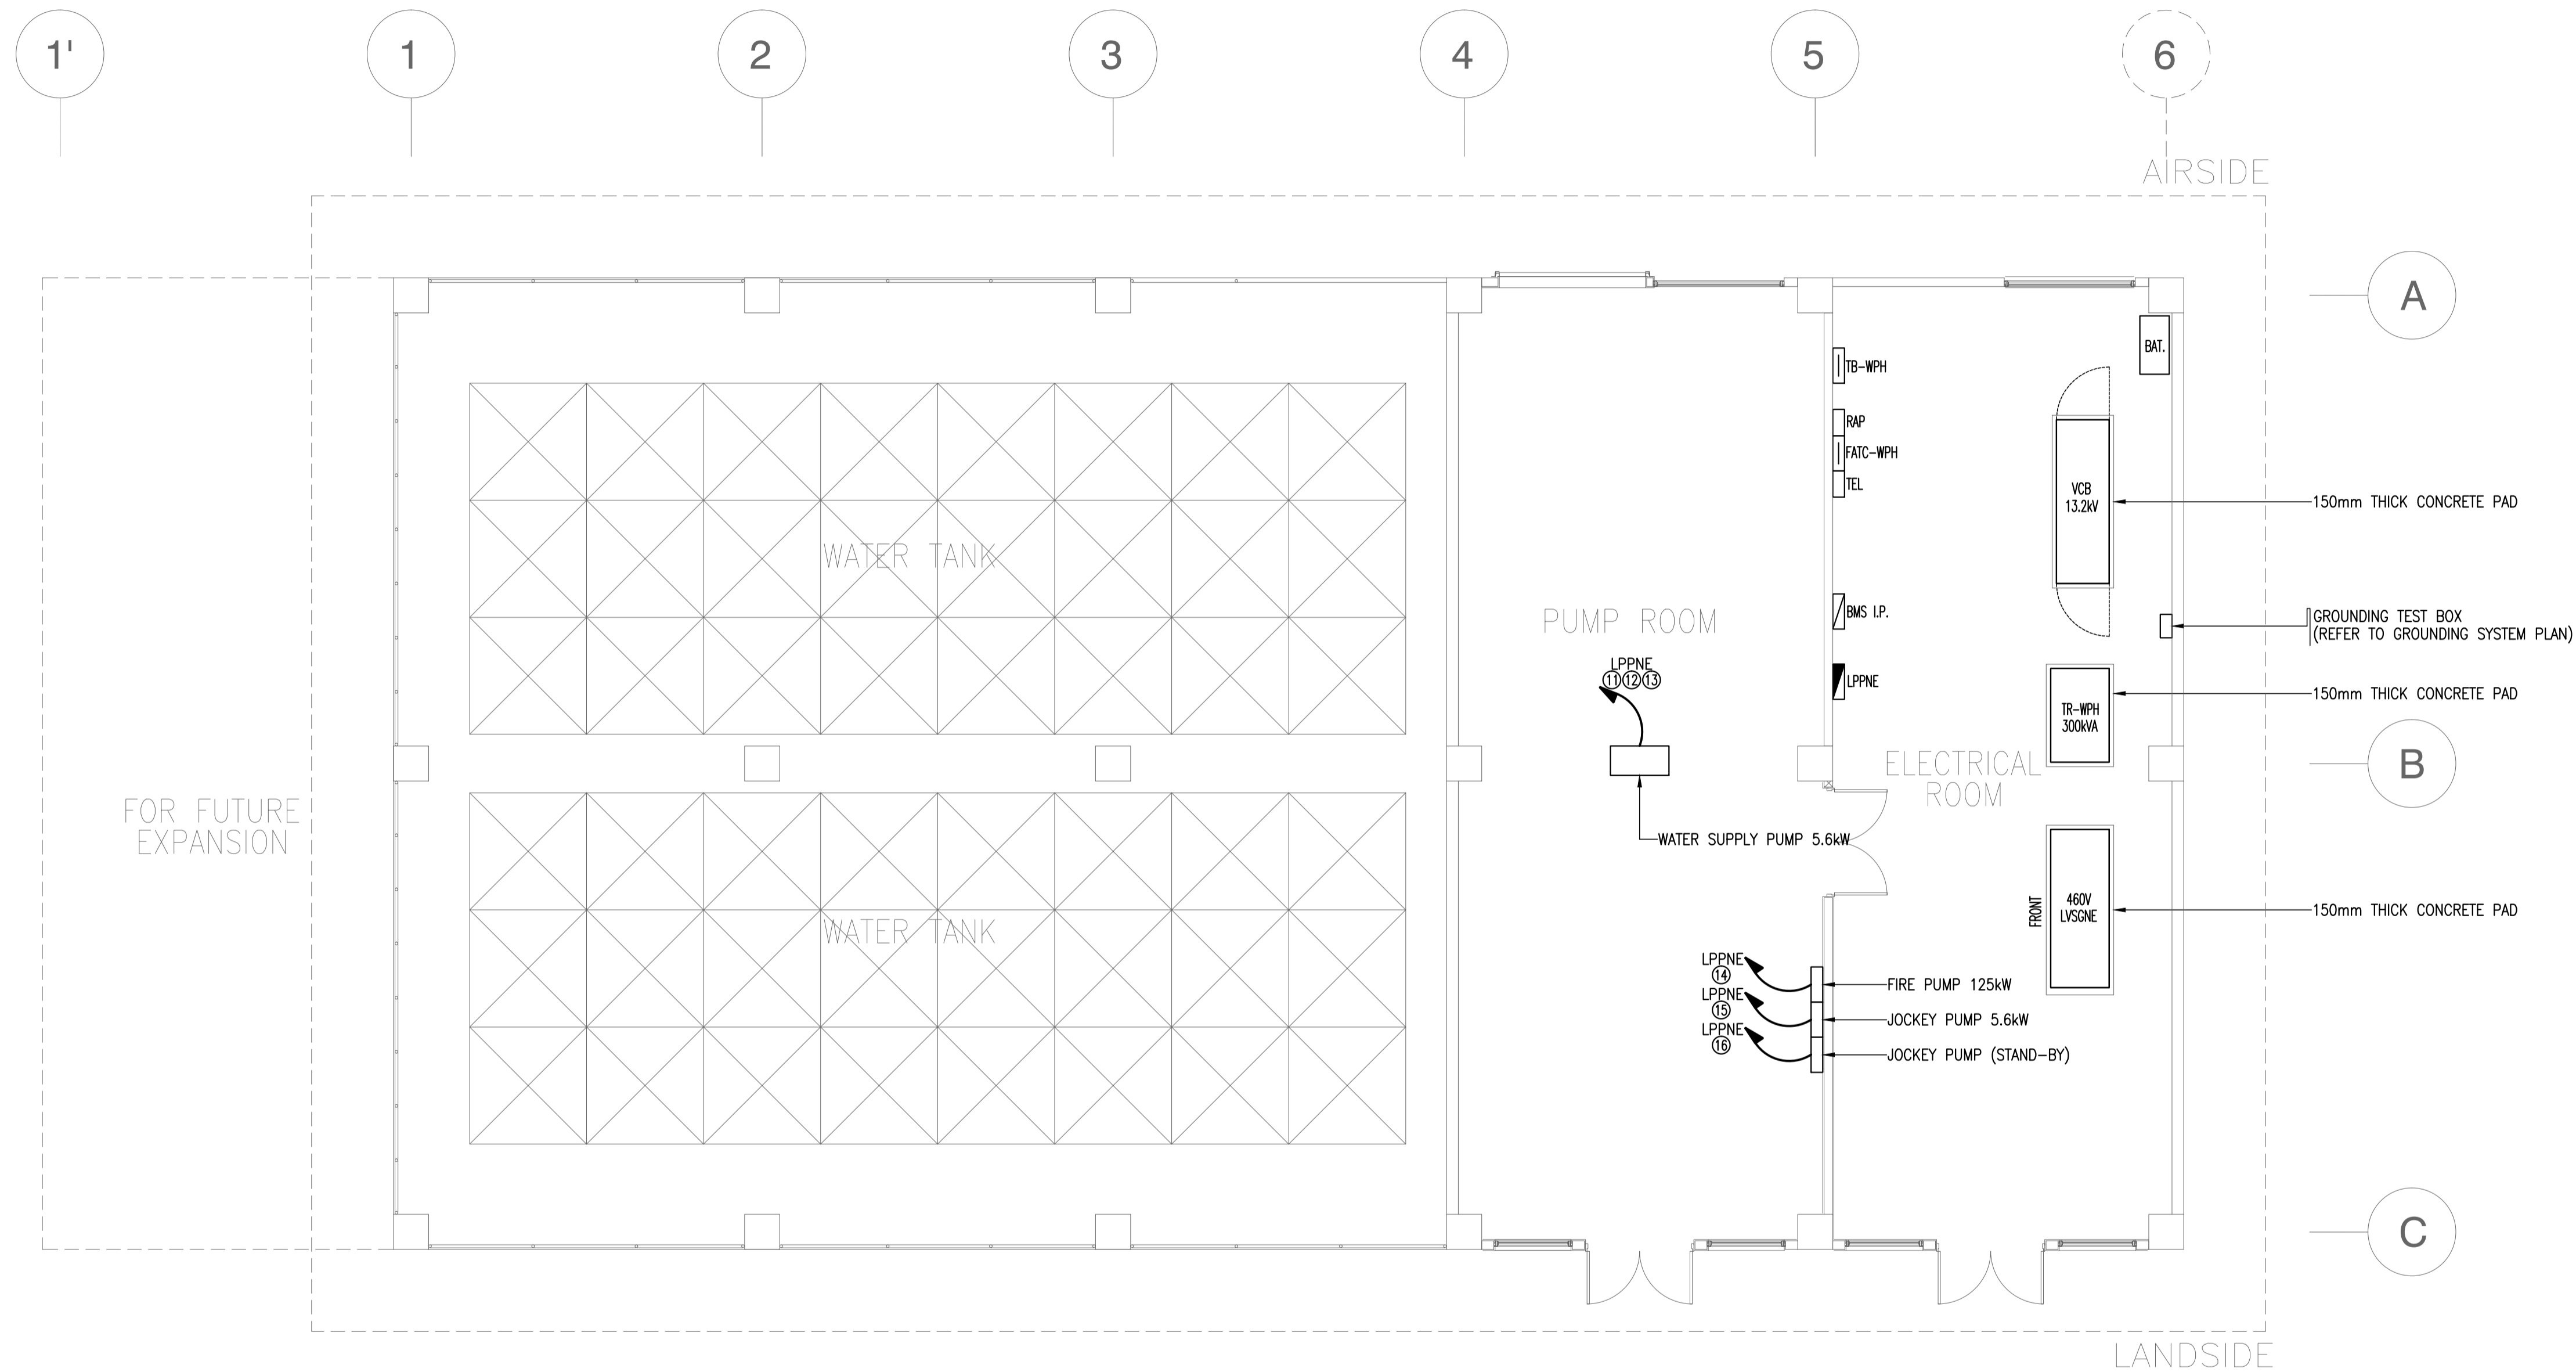 1'
1
2
3
4
5
6
AIRSIDE
A
TB-WPH
BAT.
RAP
FATC-WPH
TEL
VCB
13.2kV
150mm THICK CONCRETE PAD
WATER TANK
PUMP ROOM
BMS I.P.
GROUNDING TEST BOX
(REFER TO GROUNDING SYSTEM PLAN)
LPPNE
11 12 13
LPPNE
TR-WPH
300kVA
150mm THICK CONCRETE PAD
B
ELECTRICAL
ROOM
FOR FUTURE
EXPANSION
WATER SUPPLY PUMP 5.6kW
WATER TANK
FRONT
460V
LVSGNE
150mm THICK CONCRETE PAD
LPPNE
14
FIRE PUMP 125kW
LPPNE
15
JOCKEY PUMP 5.6kW
LPPNE
16
JOCKEY PUMP (STAND-BY)
C
LANDSIDE